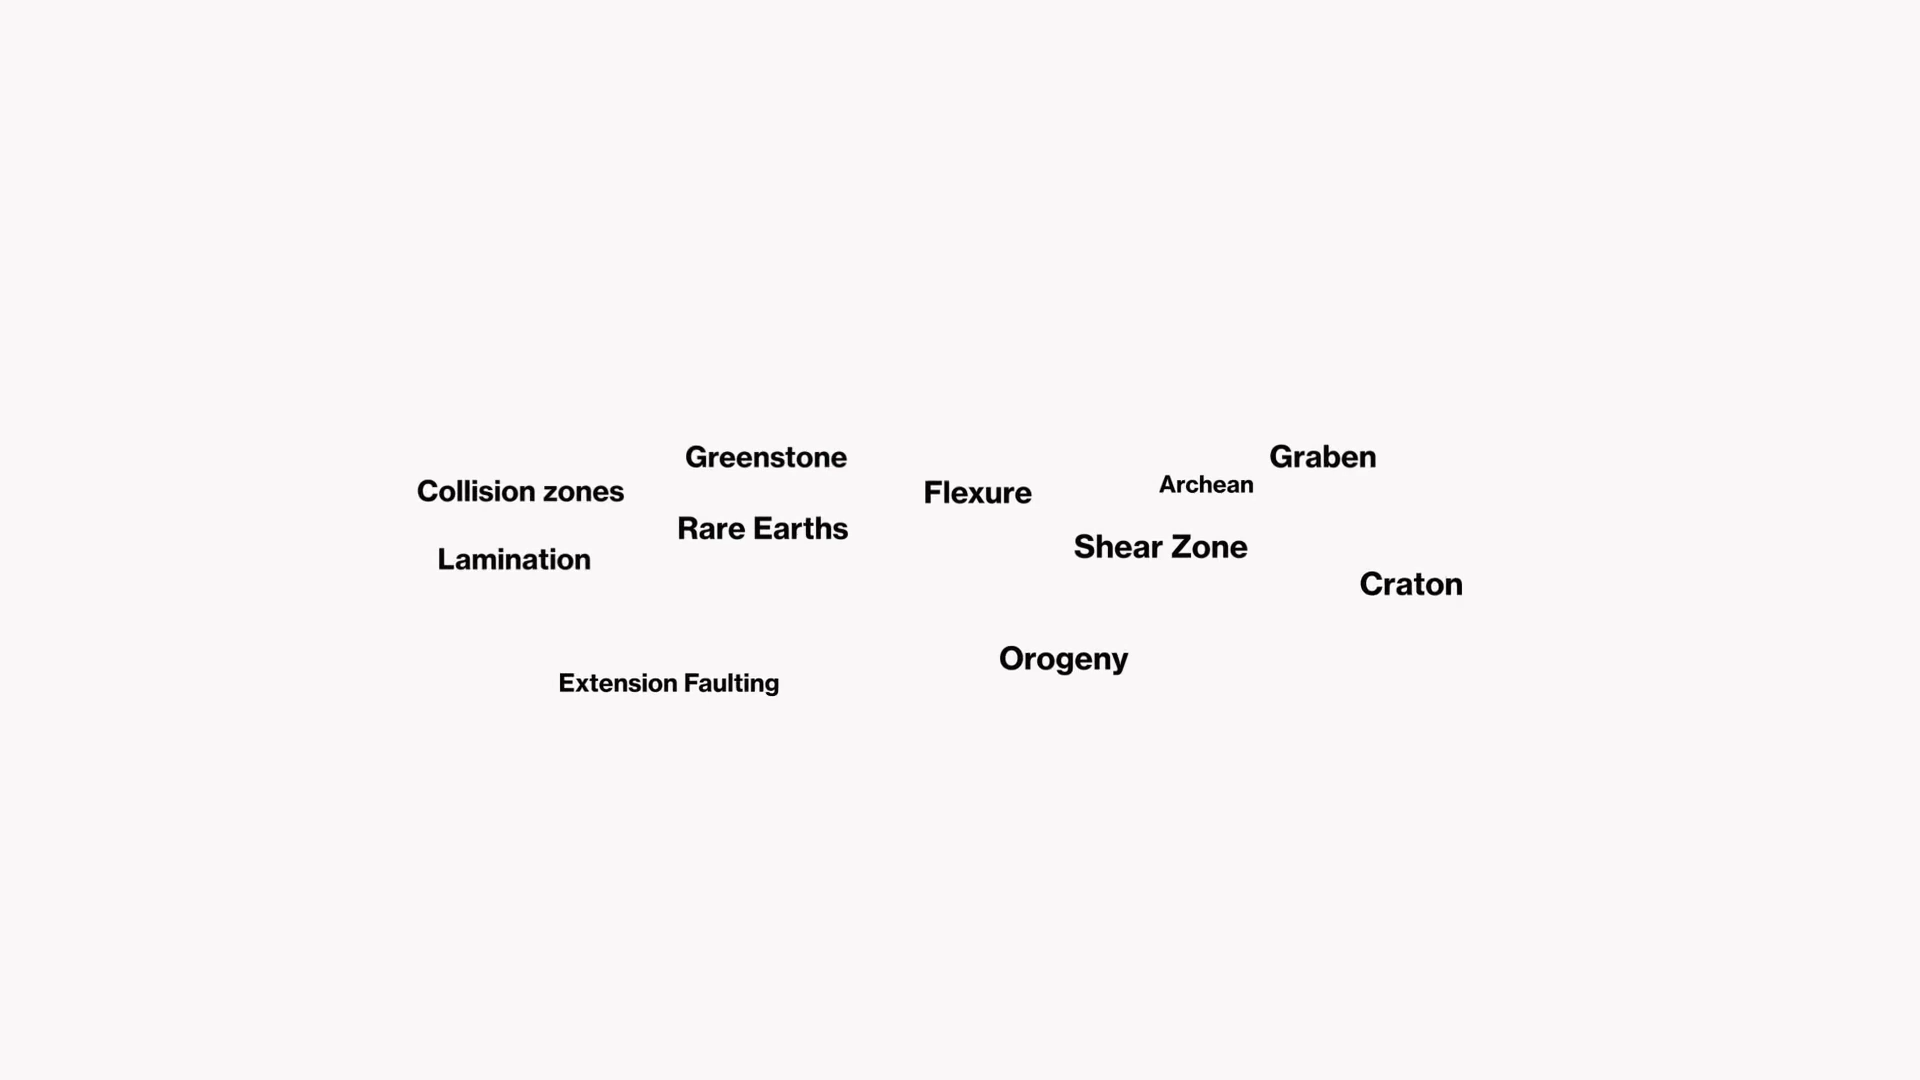 Greenstone
Graben
Collision zones
Flexure
Archean
Rare Earths
Shear Zone
Lamination
Craton
Orogeny
Extension Faulting